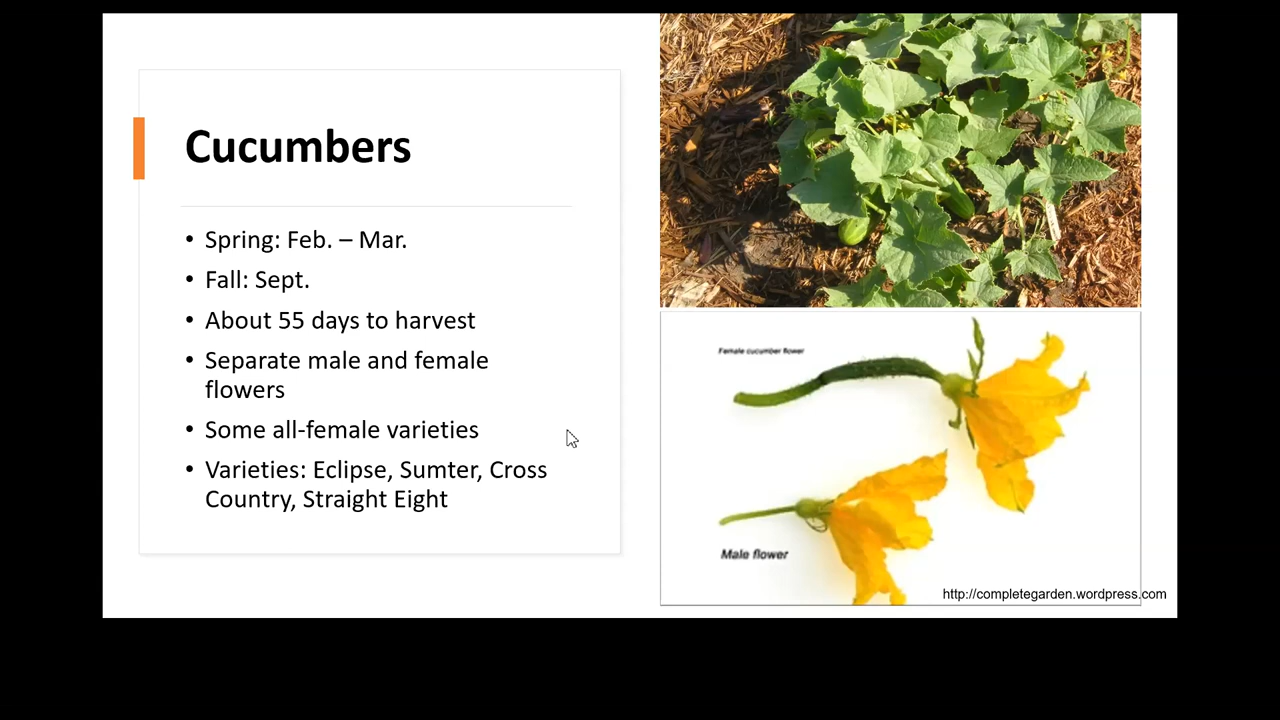 Cucumbers
• Spring: Feb. – Mar.
• Fall: Sept.
• About 55 days to harvest
• Separate male and female
flowers
• Some all-female varieties
• Varieties: Eclipse, Sumter, Cross
Country, Straight Eight
Female cucumber flower
Male flower
http://completegarden.wordpress.com